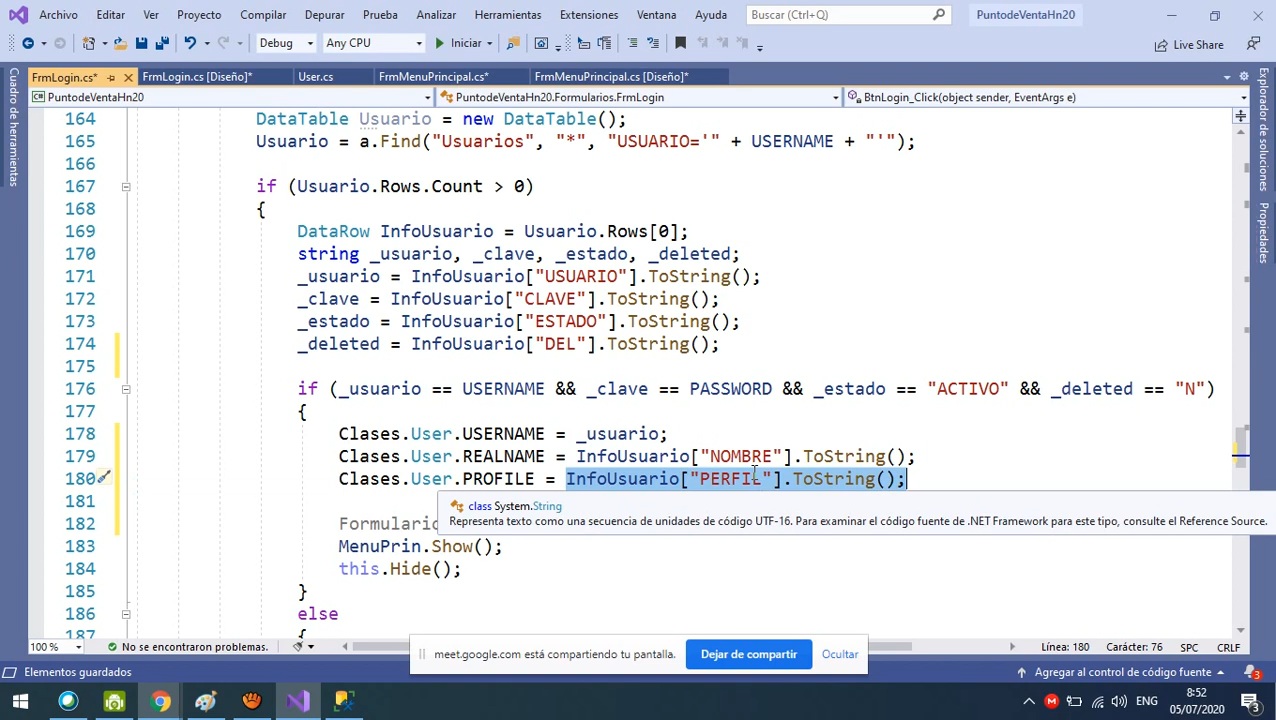 Archivo Editar Ver Proyecto Compilar Depurar Prueba Analizar Herramientas Extensiones Ventana Ayuda Buscar (Ctrl+Q) PuntodeVentaHn20
Debug Any CPU Iniciar Live Share
FrmLogin.cs* FrmLogin.cs [Diseño]* User.cs FrmMenuPrincipal.cs* FrmMenuPrincipal.cs [Diseño]*
PuntodeVentaHn20 PuntodeVentaHn20.Formularios.FrmLogin BtnLogin_Click(object sender, EventArgs e)
Cuadro de herramientas
Explorador de soluciones
Propiedades
164 DataTable Usuario = new DataTable();
165 Usuario = a.Find("Usuarios", "*", "USUARIO='" + USERNAME + "'");
166
167 if (Usuario.Rows.Count > 0)
168 {
169 DataRow InfoUsuario = Usuario.Rows[0];
170 string _usuario, _clave, _estado, _deleted;
171 _usuario = InfoUsuario["USUARIO"].ToString();
172 _clave = InfoUsuario["CLAVE"].ToString();
173 _estado = InfoUsuario["ESTADO"].ToString();
174 _deleted = InfoUsuario["DEL"].ToString();
175
176 if (_usuario == USERNAME && _clave == PASSWORD && _estado == "ACTIVO" && _deleted == "N")
177 {
178 Clases.User.USERNAME = _usuario;
179 Clases.User.REALNAME = InfoUsuario["NOMBRE"].ToString();
180 Clases.User.PROFILE = InfoUsuario["PERFIL"].ToString();
181
class System.String
Representa texto como una secuencia de unidades de código UTF-16. Para examinar el código fuente de .NET Framework para este tipo, consulte el Reference Source.
182 Formulario
183 MenuPrin.Show();
184 this.Hide();
185 }
186 else
187 {
100 % No se encontraron problemas. Línea: 180 Carácter: 76 SPC CRLF
meet.google.com está compartiendo tu pantalla. Dejar de compartir Ocultar
Elementos guardados Agregar al control de código fuente 3
ENG 8:52
05/07/2020 3